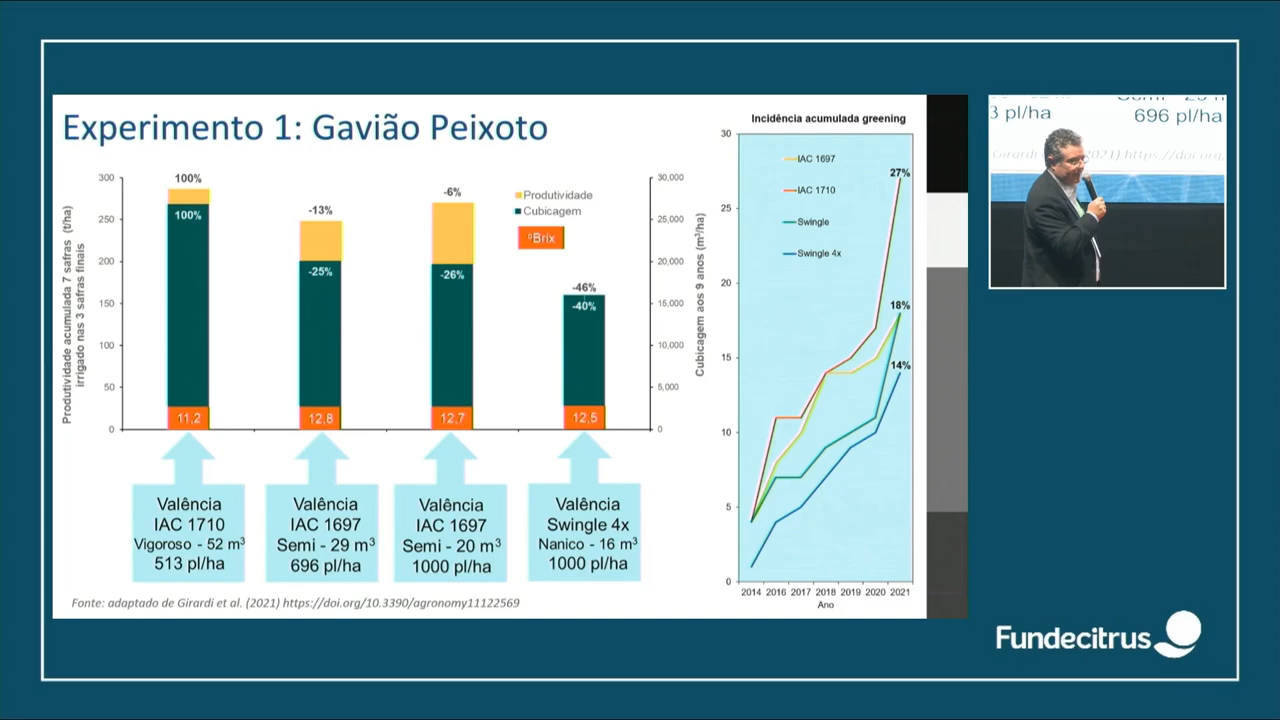 Experimento 1: Gavião Peixoto
Produtividade acumulada 7 safras (t/ha)
irrigado nas 3 safras finais
300
250
200
150
100
50
0
100%
100%
-13%
-25%
-6%
-26%
-46%
-40%
11,2
12,8
12,7
12,5
Produtividade
Cubicagem
ºBrix
30,000
25,000
20,000
15,000
10,000
5,000
0
Cubicagem aos 9 anos (m³/ha)
Valência
IAC 1710
Vigoroso - 52 m³
513 pl/ha
Valência
IAC 1697
Semi - 29 m³
696 pl/ha
Valência
IAC 1697
Semi - 20 m³
1000 pl/ha
Valência
Swingle 4x
Nanico - 16 m³
1000 pl/ha
Fonte: adaptado de Girardi et al. (2021) https://doi.org/10.3390/agronomy11122569
Incidência acumulada greening
30
25
20
15
10
5
0
IAC 1697
IAC 1710
Swingle
Swingle 4x
27%
18%
14%
2014 2016 2017 2018 2019 2020 2021
Ano
3 pl/ha
696 pl/ha
2021) https://doi.org
Fundecitrus